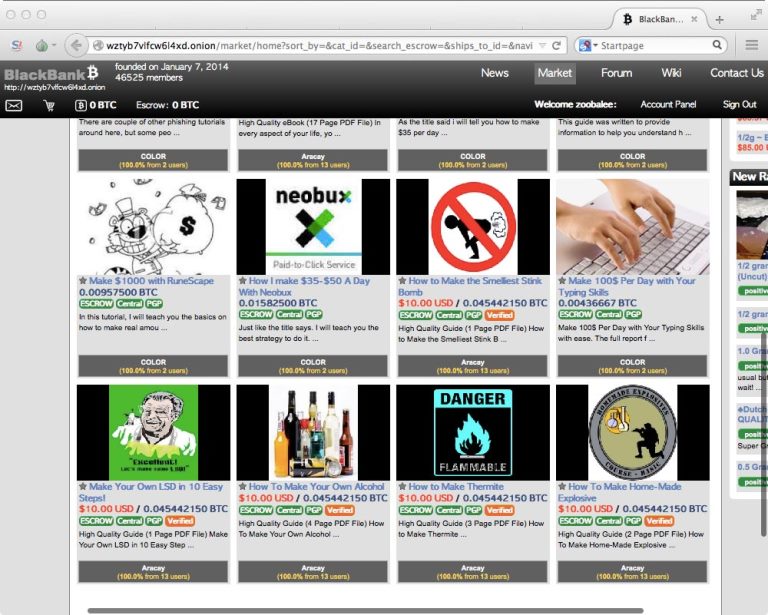 BlackBan...
wztyb7vlfcw6l4xd.onion/market/home?sort_by=&cat_id=&search_escrow=&ships_to_id=&navi
Startpage
BlackBank
founded on January 7, 2014
46525 members
http://wztyb7vlfcw6l4xd.onion
News
Market
Forum
Wiki
Contact Us
0 BTC
Escrow: 0 BTC
Welcome zoobalee:
Account Panel
Sign Out
There are couple of other phishing tutorials
around here, but some peo ...
High Quality eBook (17 Page PDF File) in
every aspect of your life, yo ...
As the title said i will tell you how to make
$35 per day ...
This guide was written to provide
information to help you understand h ...
COLOR
(100.0% from 2 users)
Aracay
(100.0% from 13 users)
COLOR
(100.0% from 2 users)
COLOR
(100.0% from 2 users)
1/2g ~ E
$85.00
New Ra
$
neobux
Paid-to-Click Service
Make $1000 with RuneScape
0.00957500 BTC
ESCROW Central PGP
In this tutorial, I will teach you the basics on
how to make real amou ...
COLOR
(100.0% from 2 users)
How I make $35-$50 A Day
With Neobux
0.01582500 BTC
ESCROW Central PGP
Just like the title says. I will teach you the
best strategy to do it. ...
COLOR
(100.0% from 2 users)
How to Make the Smelliest Stink
Bomb
$10.00 USD / 0.045442150 BTC
ESCROW Central PGP Verified
High Quality Guide (1 Page PDF File) How
to Make the Smelliest Stink B ...
Aracay
(100.0% from 13 users)
Make 100$ Per Day with Your
Typing Skills
0.00436667 BTC
ESCROW Central PGP
Make 100$ Per Day with Your Typing Skills
with ease. The full report f ...
COLOR
(100.0% from 2 users)
1/2 gran
(Uncut)
positive
1/2 gran
positive
1.0 Gra
positive
usual but
wait! ...
Dutch
QUALIT
positive
Super Gr
0.5 Gra
positive
"Excellent!
Let's make some LSD!"
DANGER
FLAMMABLE
HOMEMADE EXPLOSIVES
COURSE - BASIC
Make Your Own LSD in 10 Easy
Steps!
$10.00 USD / 0.045442150 BTC
ESCROW Central PGP Verified
High Quality Guide (1 Page PDF File) Make
Your Own LSD in 10 Easy Step ...
Aracay
(100.0% from 13 users)
How To Make Your Own Alcohol
$10.00 USD / 0.045442150 BTC
ESCROW Central PGP Verified
High Quality Guide (4 Page PDF File) How
To Make Your Own Alcohol ...
Aracay
(100.0% from 13 users)
How to Make Thermite
$10.00 USD / 0.045442150 BTC
ESCROW Central PGP Verified
High Quality Guide (3 Page PDF File) How
to Make Thermite ...
Aracay
(100.0% from 13 users)
How To Make Home-Made
Explosive
$10.00 USD / 0.045442150 BTC
ESCROW Central PGP Verified
High Quality Guide (2 Page PDF File) How
To Make Home-Made Explosive ...
Aracay
(100.0% from 13 users)